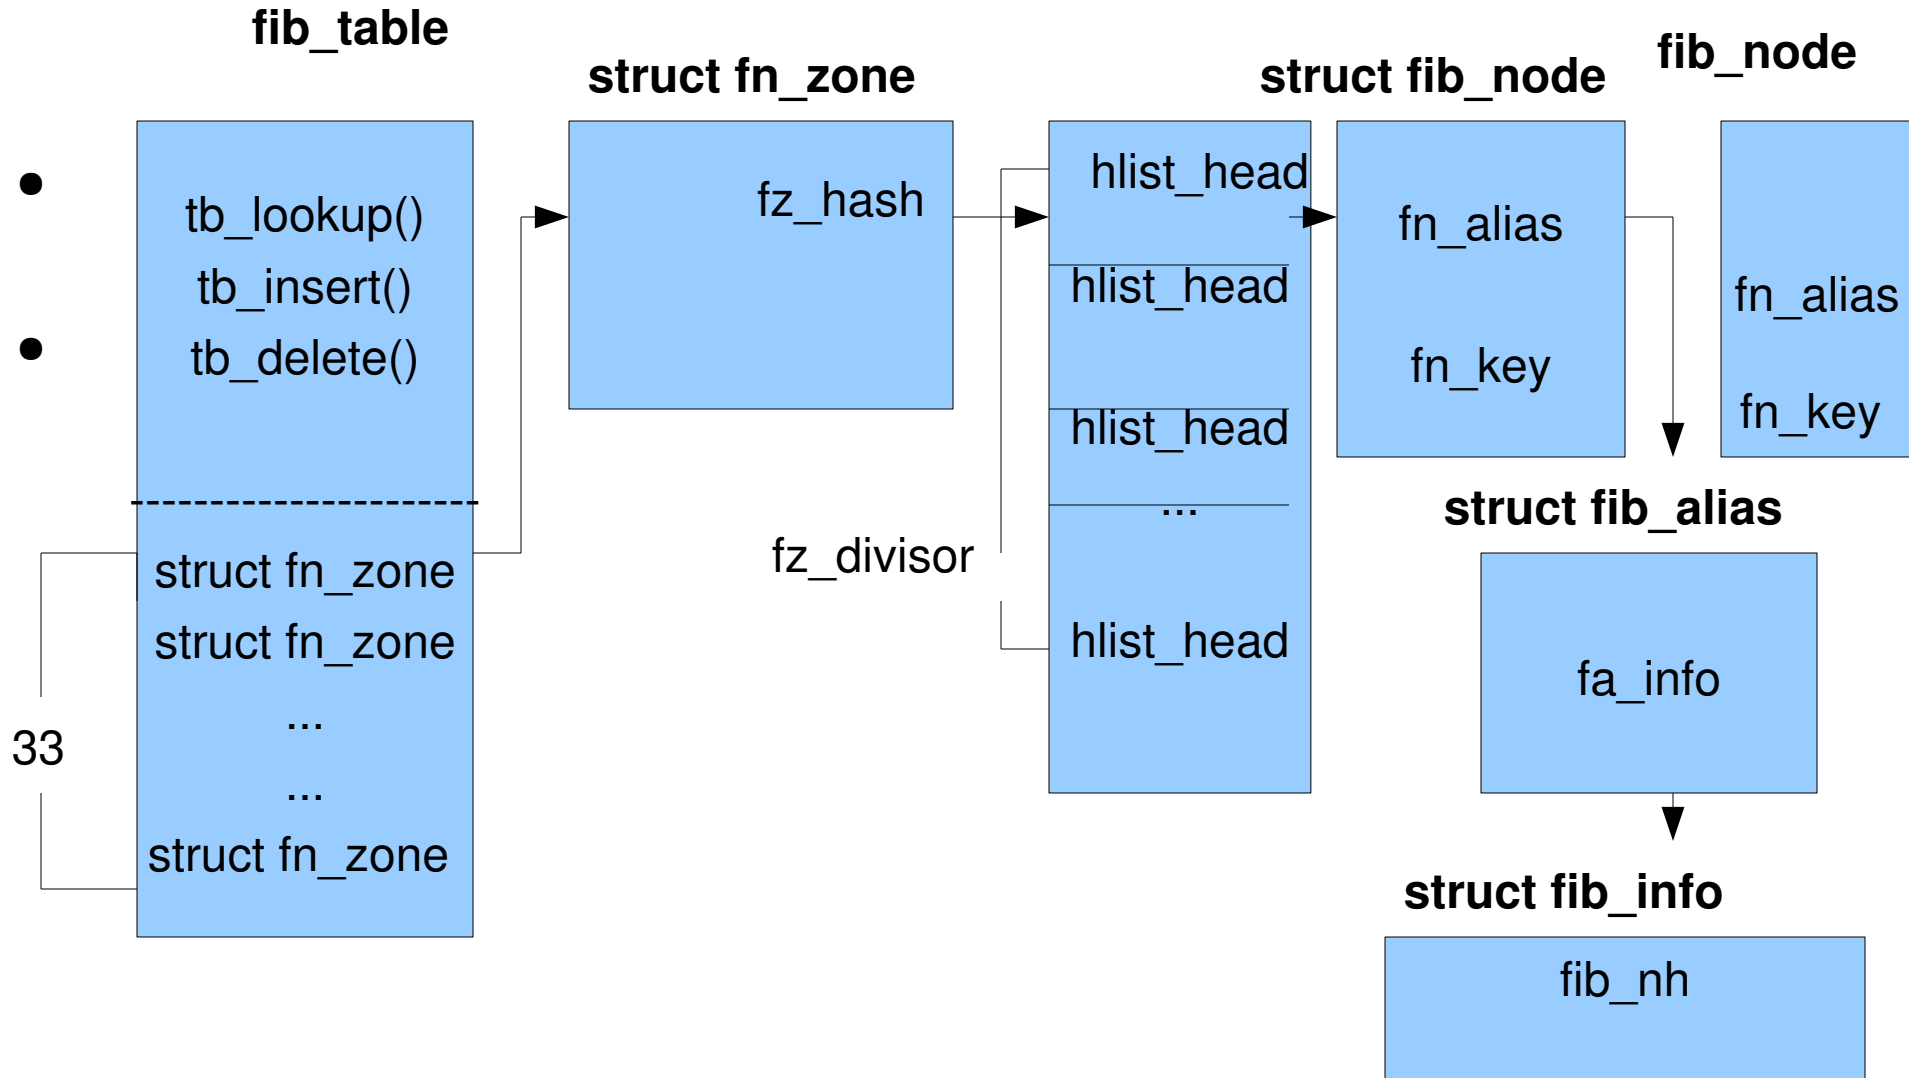 fib_table
struct fn_zone
struct fib_node
fib_node
tb_lookup()
tb_insert()
tb_delete()
--------------------
struct fn_zone
struct fn_zone
...
...
struct fn_zone
33
fz_hash
fz_divisor
hlist_head
hlist_head
hlist_head
...
hlist_head
fn_alias
fn_key
fn_alias
fn_key
struct fib_alias
fa_info
struct fib_info
fib_nh